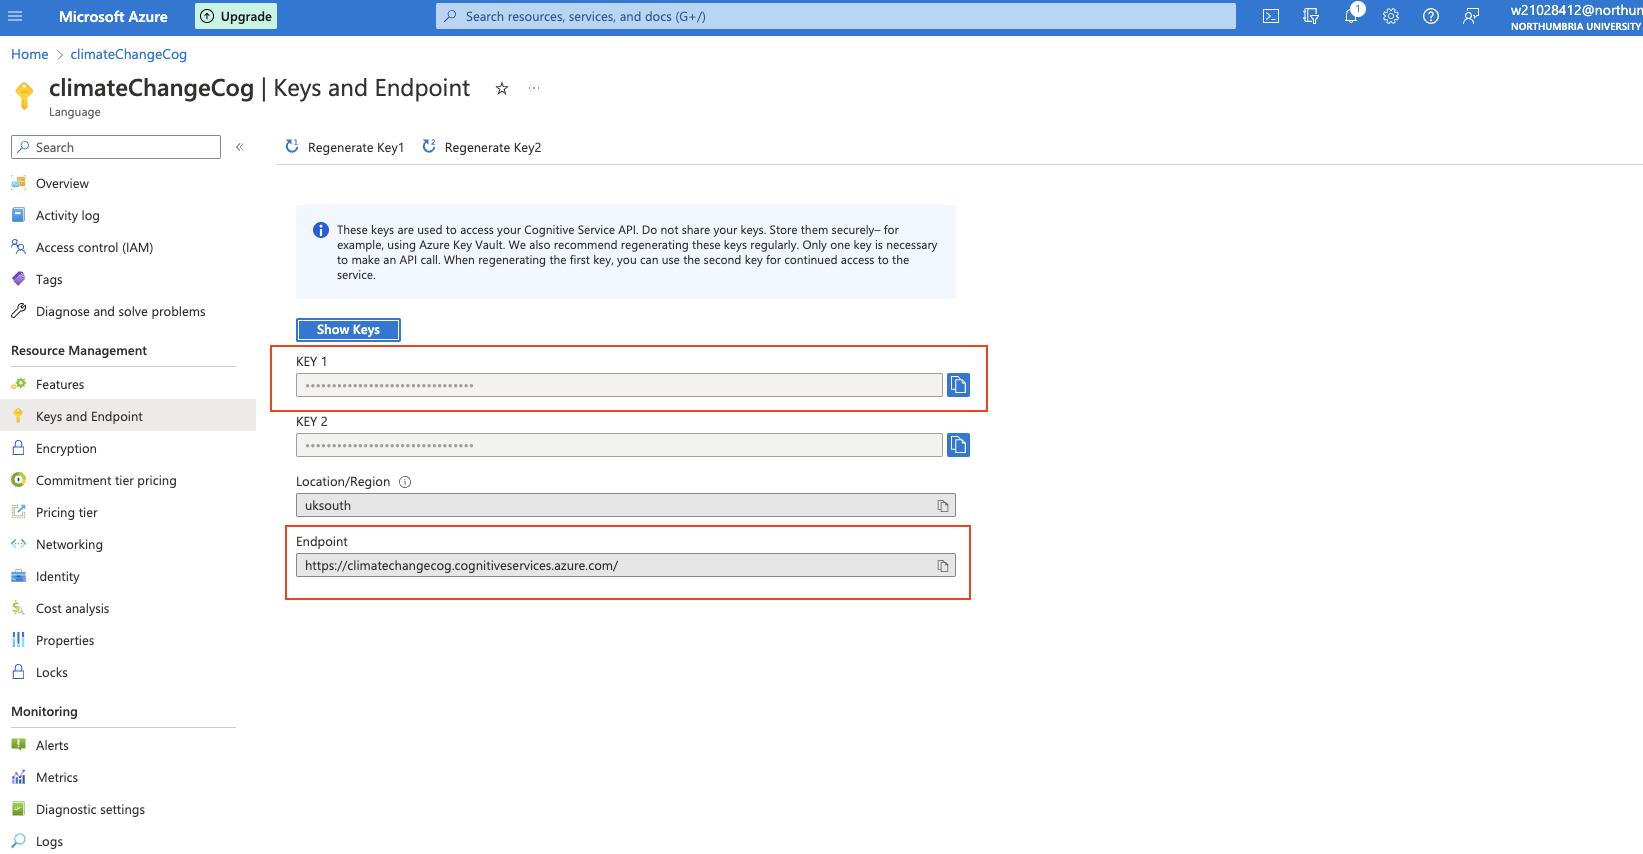 Microsoft Azure
Upgrade
Search resources, services, and docs (G+/)
1
w21028412@northum
NORTHUMBRIA UNIVERSITY
Home > climateChangeCog
climateChangeCog | Keys and Endpoint
Language
Search
Overview
Activity log
Access control (IAM)
Tags
Diagnose and solve problems
Resource Management
Features
Keys and Endpoint
Encryption
Commitment tier pricing
Pricing tier
Networking
Identity
Cost analysis
Properties
Locks
Monitoring
Alerts
Metrics
Diagnostic settings
Logs
Regenerate Key1
Regenerate Key2
These keys are used to access your Cognitive Service API. Do not share your keys. Store them securely– for
example, using Azure Key Vault. We also recommend regenerating these keys regularly. Only one key is necessary
to make an API call. When regenerating the first key, you can use the second key for continued access to the
service.
Show Keys
KEY 1
••••••••••••••••••••••••••••••••
KEY 2
••••••••••••••••••••••••••••••••
Location/Region
uksouth
Endpoint
https://climatechangecog.cognitiveservices.azure.com/